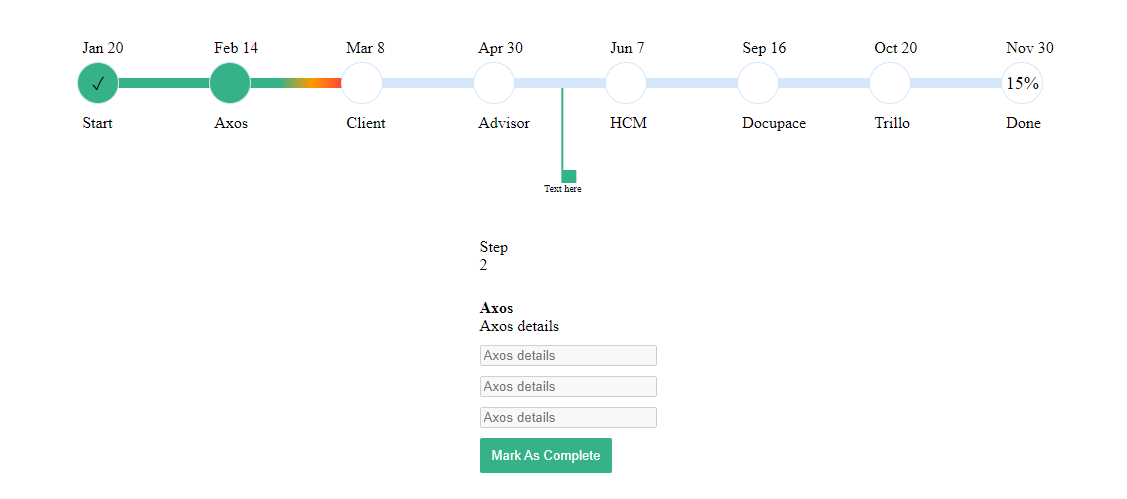 Jan 20 Feb 14 Mar 8 Apr 30 Jun 7 Sep 16 Oct 20 Nov 30
✓ 15%
Start Axos Client Advisor HCM Docupace Trillo Done
Text here
Step
2
Axos
Axos details
Axos details
Axos details
Axos details
Mark As Complete